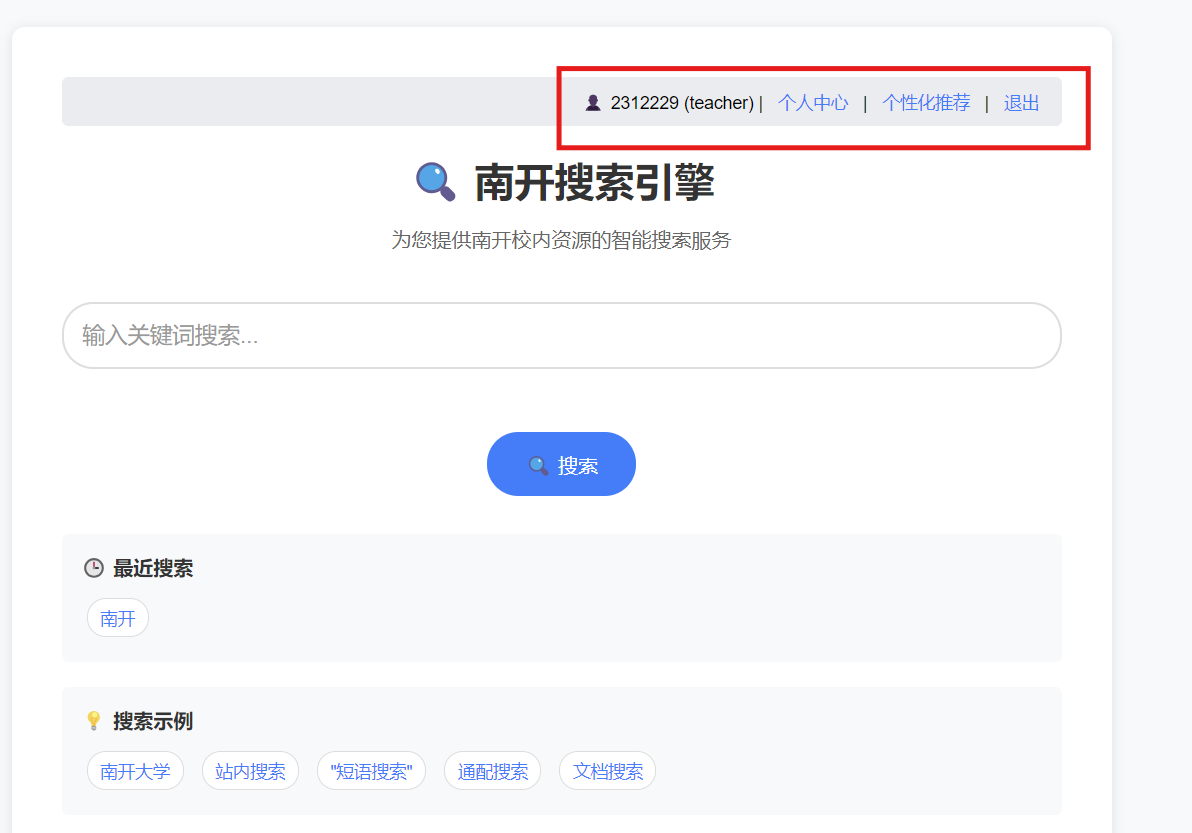 2312229 (teacher) | 个人中心 | 个性化推荐 | 退出
南开搜索引擎
为您提供南开校内资源的智能搜索服务
输入关键词搜索...
搜索
最近搜索
南开
搜索示例
南开大学 站内搜索 "短语搜索" 通配搜索 文档搜索